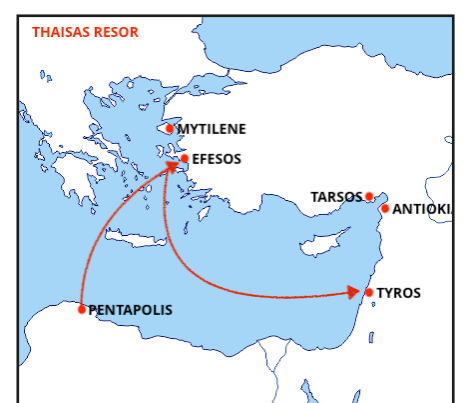 THAISAS RESOR
MYTILENE
EFESOS
TARSOS
ANTIOKI
TYROS
PENTAPOLIS